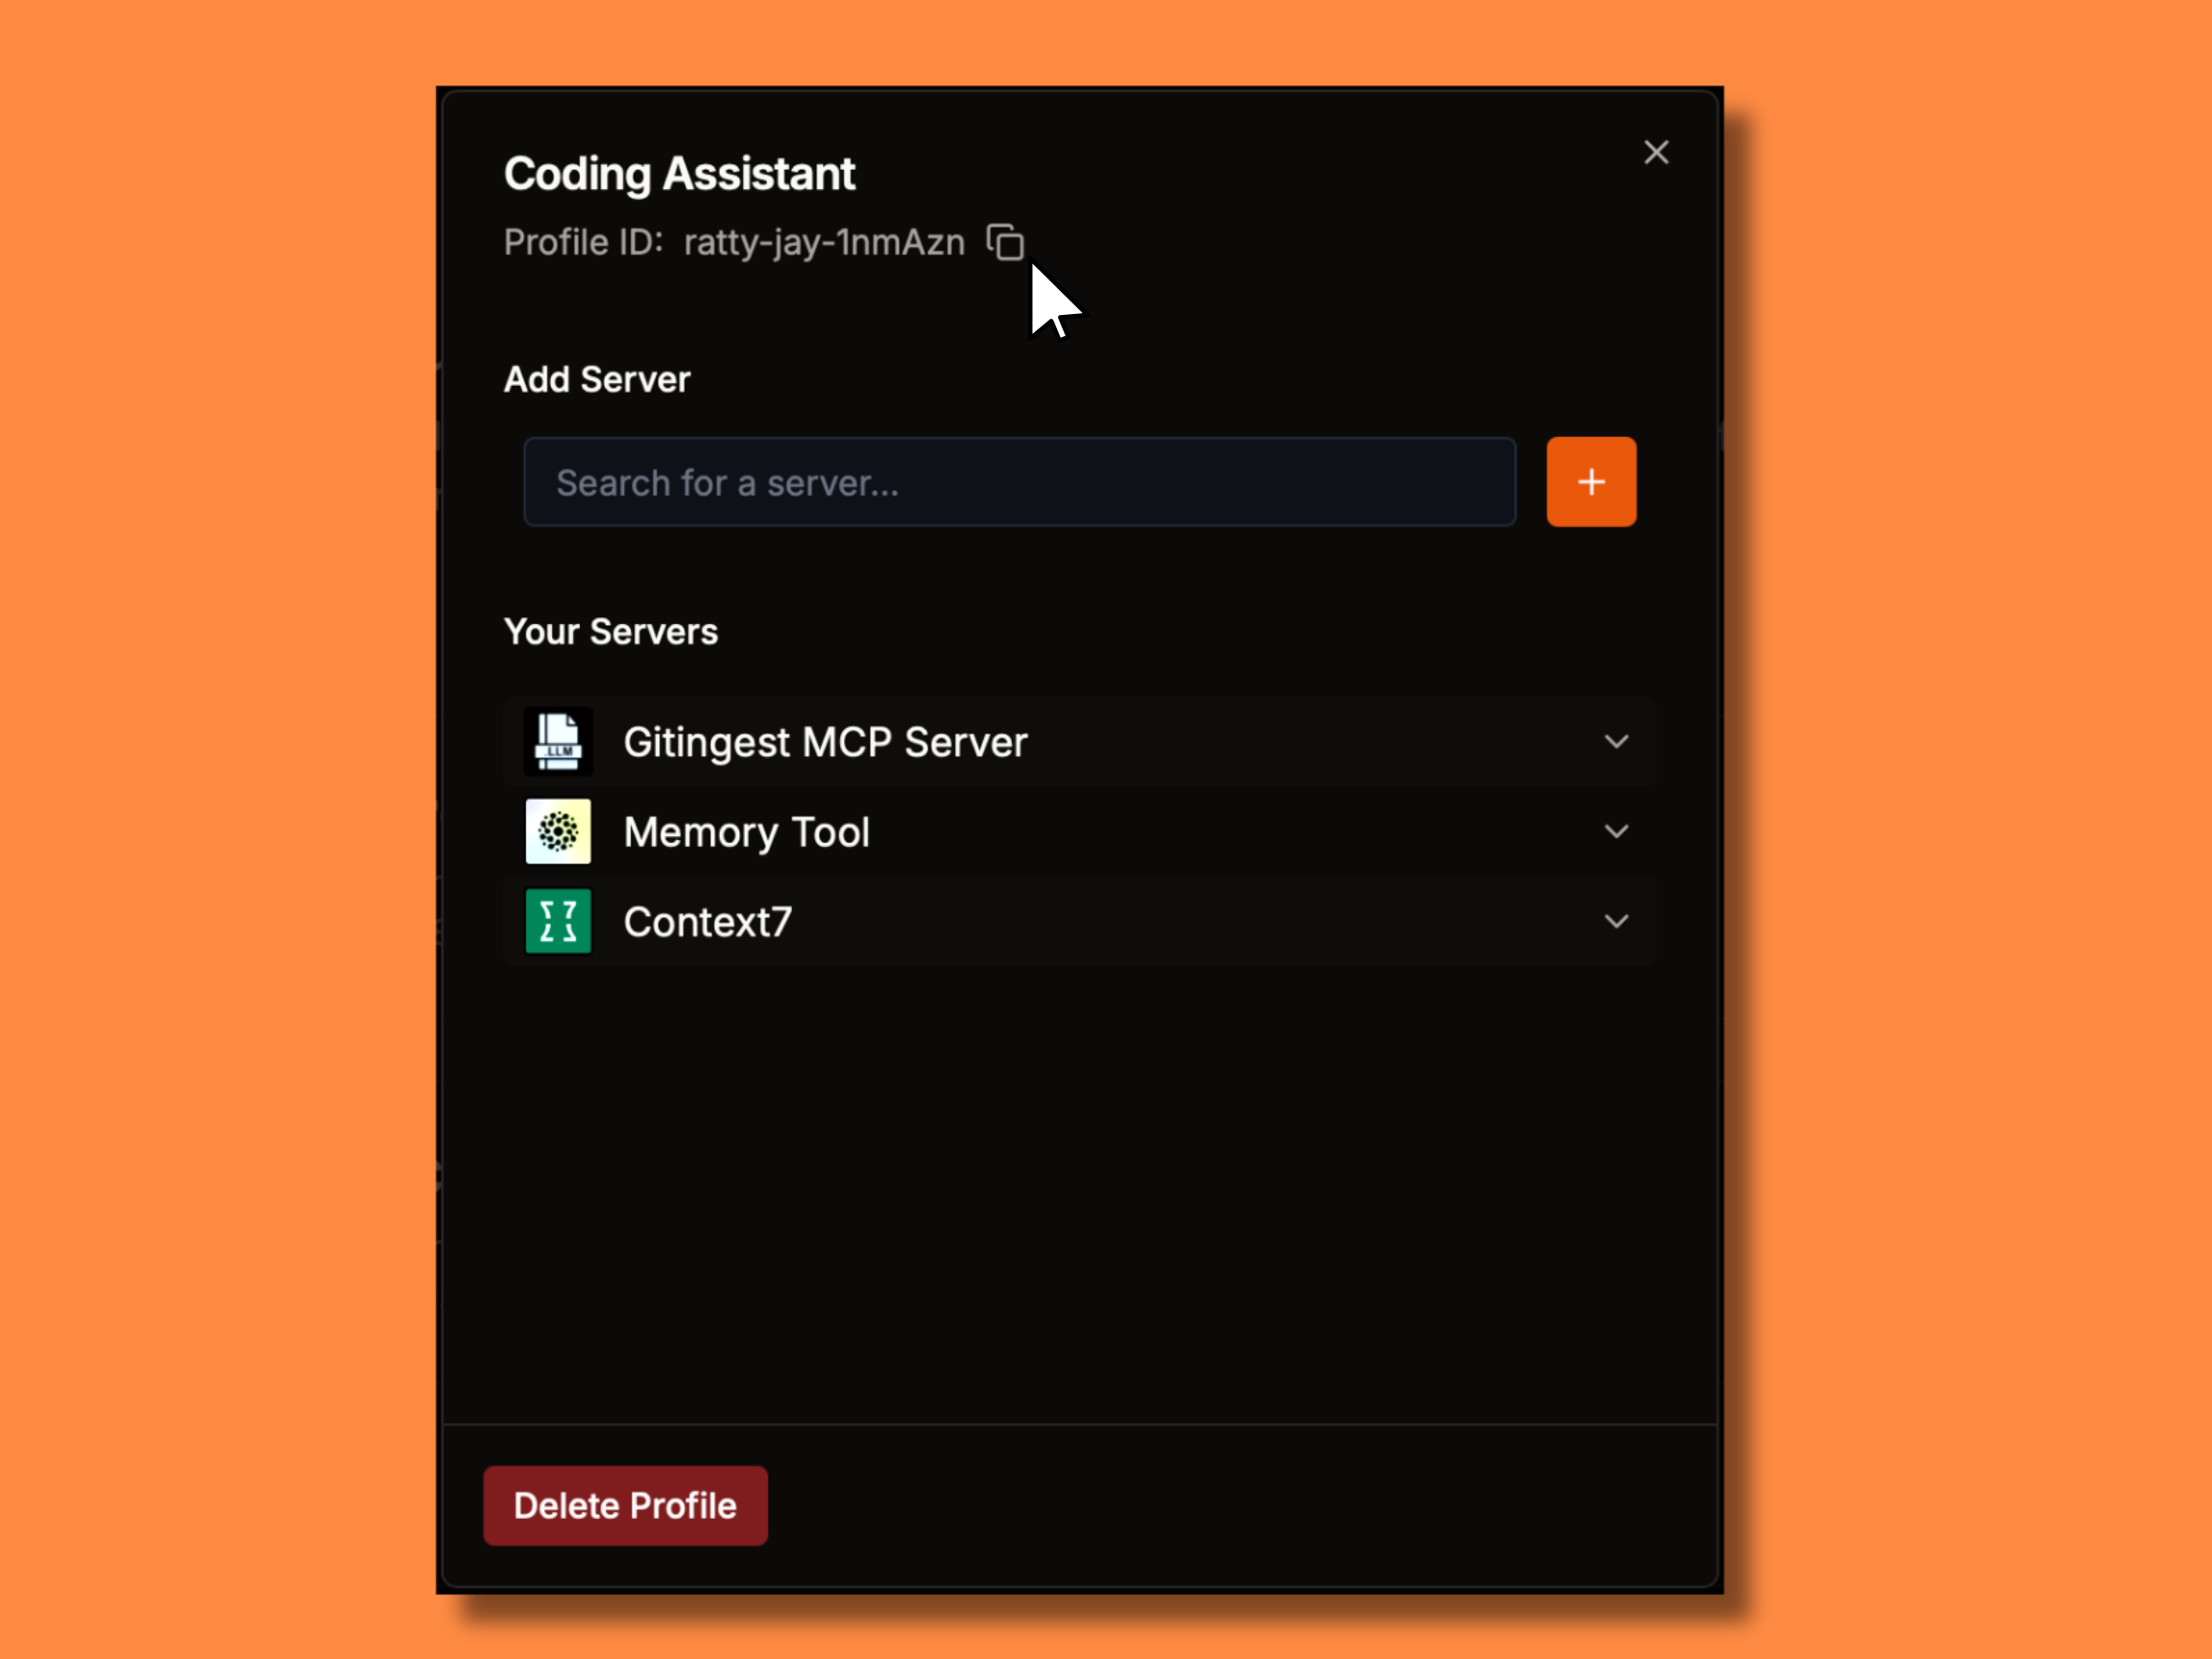 Coding Assistant
Profile ID: ratty-jay-1nmAzn
Add Server
Search for a server...
+
Your Servers
LLM
Gitingest MCP Server
Memory Tool
Context7
Delete Profile